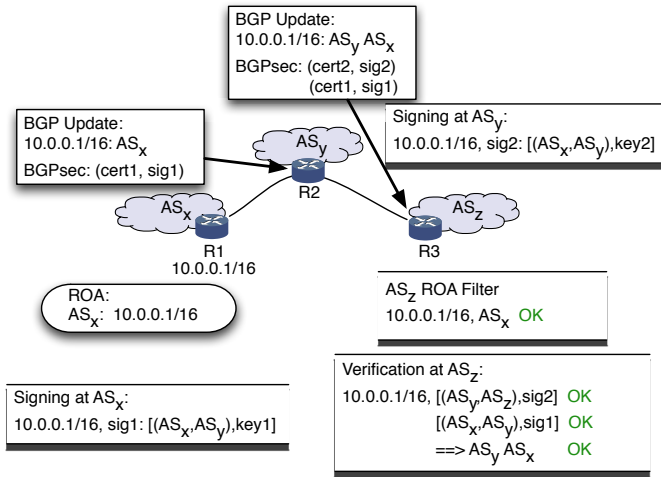 BGP Update:
10.0.0.1/16: ASy ASx
BGPsec: (cert2, sig2)
(cert1, sig1)
BGP Update:
10.0.0.1/16: ASx
BGPsec: (cert1, sig1)
Signing at ASy:
10.0.0.1/16, sig2: [(ASx,ASy),key2]
ASy
R2
ASx
R1
10.0.0.1/16
ASz
R3
ROA:
ASx: 10.0.0.1/16
ASz ROA Filter
10.0.0.1/16, ASx OK
Signing at ASx:
10.0.0.1/16, sig1: [(ASx,ASy),key1]
Verification at ASz:
10.0.0.1/16, [(ASy,ASz),sig2] OK
[(ASx,ASy),sig1] OK
==> ASy ASx OK